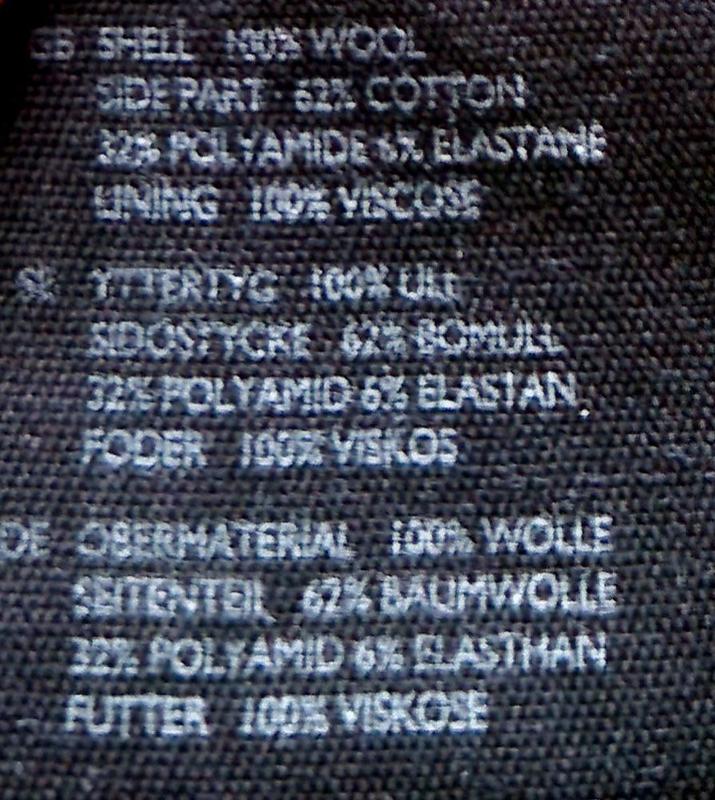 GB SHELL 100% WOOL
SIDE PART 62% COTTON
32% POLYAMIDE 6% ELASTANE
LINING 100% VISCOSE
SE YTTERTYG 100% ULL
SIDOSTYCKE 62% BOMULL
32% POLYAMID 6% ELASTAN
FODER 100% VISKOS
DE OBERMATERIAL 100% WOLLE
SEITENTEIL 62% BAUMWOLLE
32% POLYAMID 6% ELASTHAN
FUTTER 100% VISKOSE